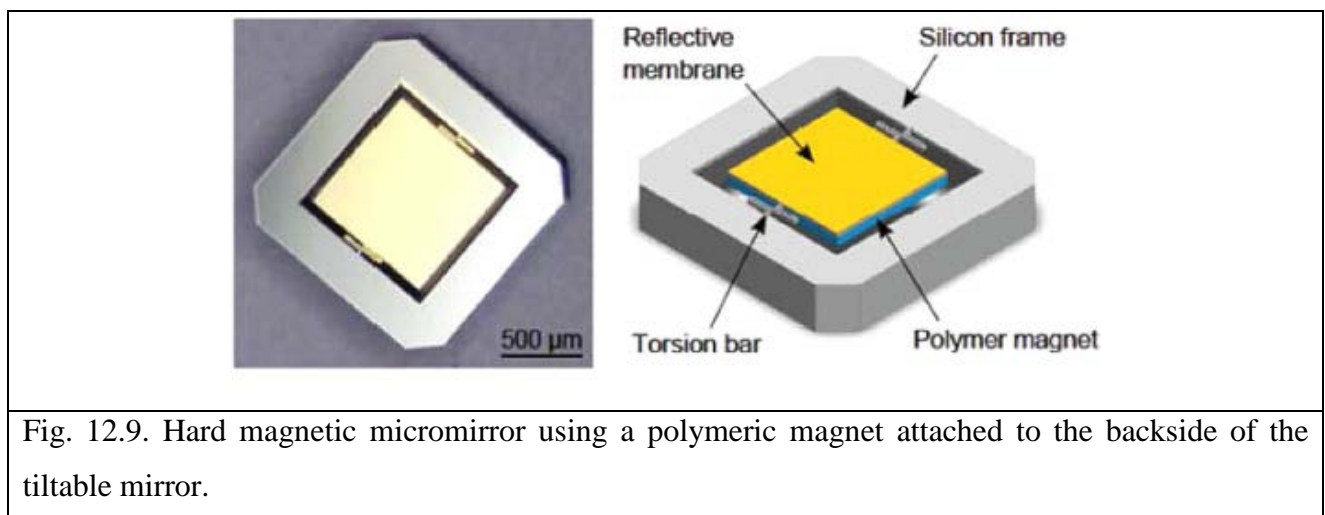 Reflective
membrane
Silicon frame
500 µm
Torsion bar
Polymer magnet
Fig. 12.9. Hard magnetic micromirror using a polymeric magnet attached to the backside of the
tiltable mirror.